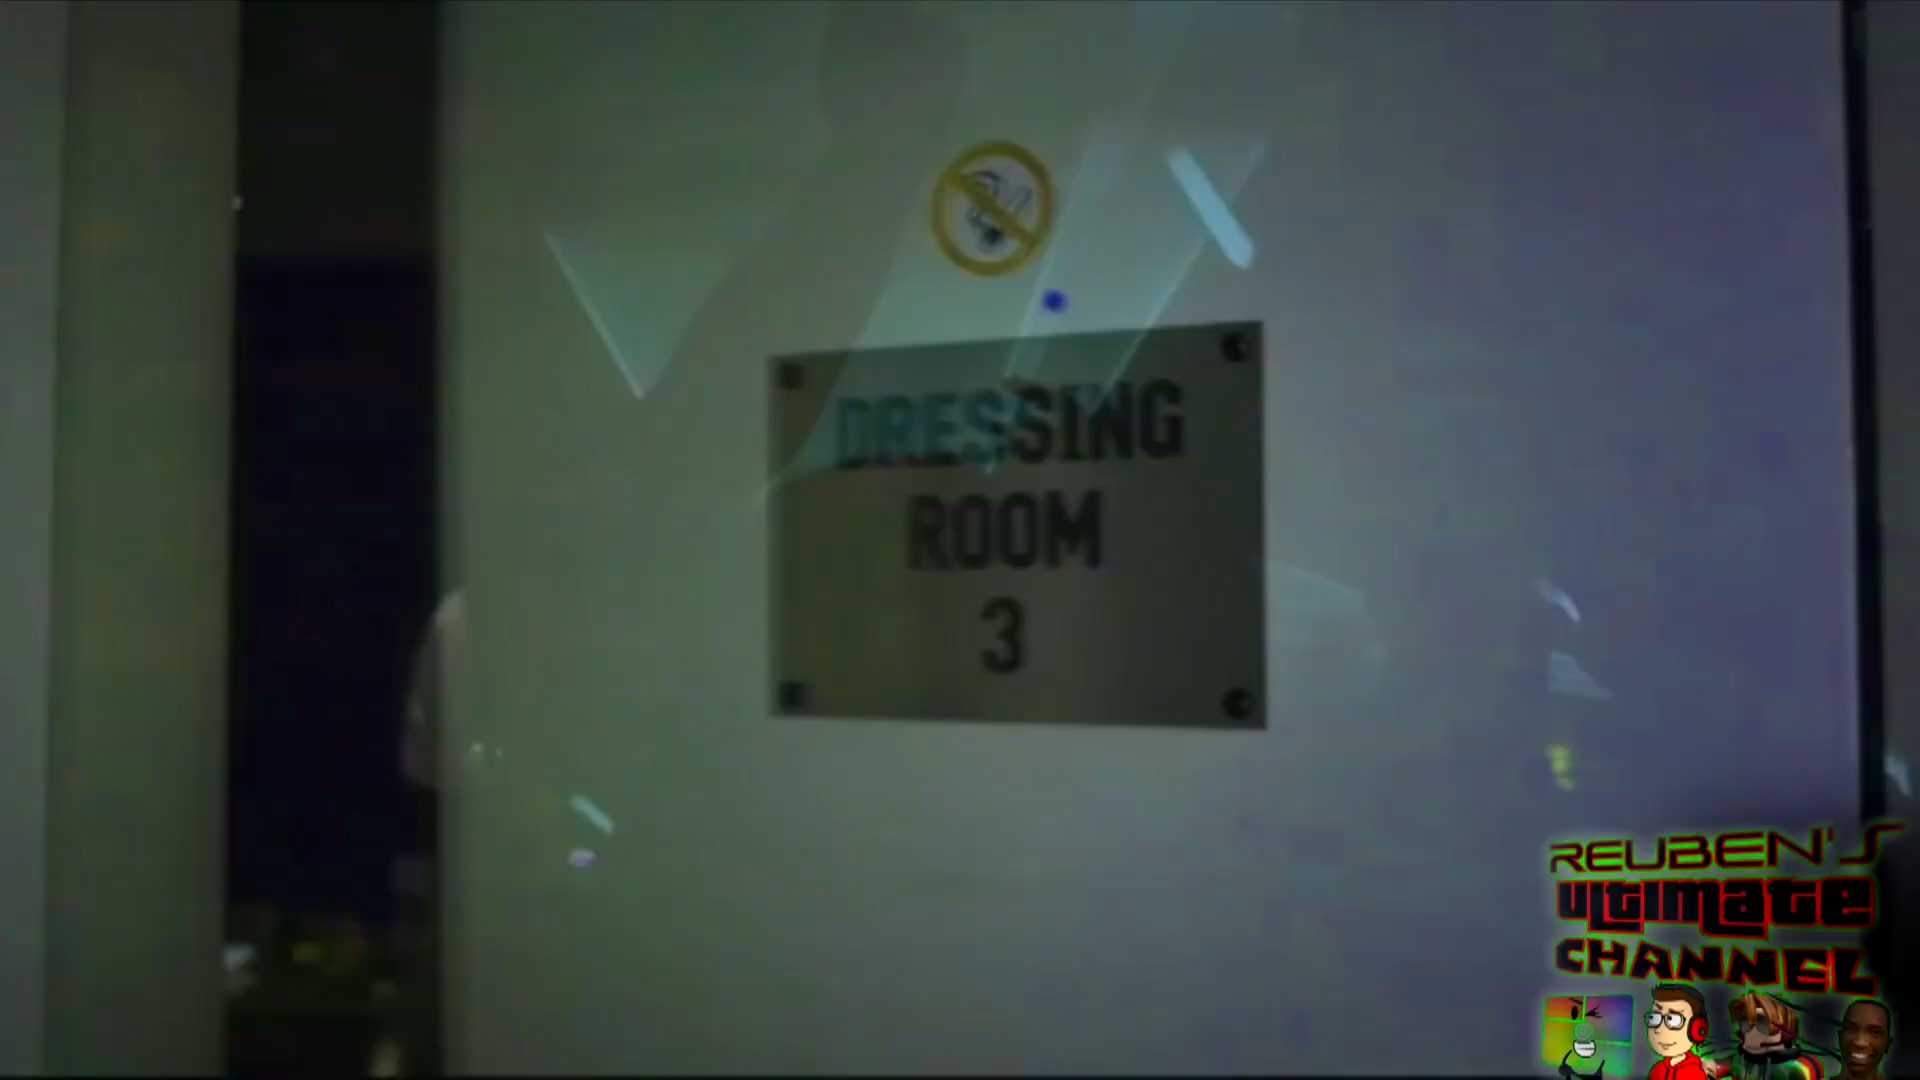 DRESSING
ROOM
3
REUBEN'S
ULTIMATE
CHANNEL